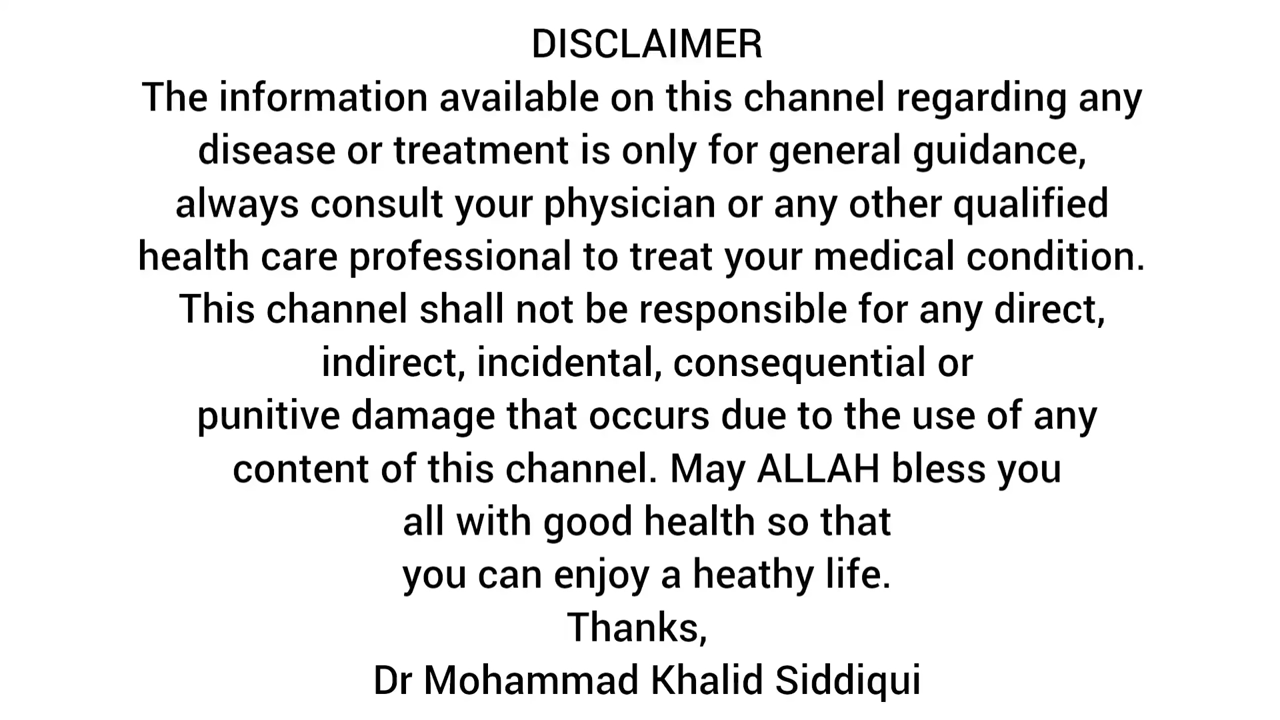 DISCLAIMER
The information available on this channel regarding any
disease or treatment is only for general guidance,
always consult your physician or any other qualified
health care professional to treat your medical condition.
This channel shall not be responsible for any direct,
indirect, incidental, consequential or
punitive damage that occurs due to the use of any
content of this channel. May ALLAH bless you
all with good health so that
you can enjoy a heathy life.
Thanks,
Dr Mohammad Khalid Siddiqui